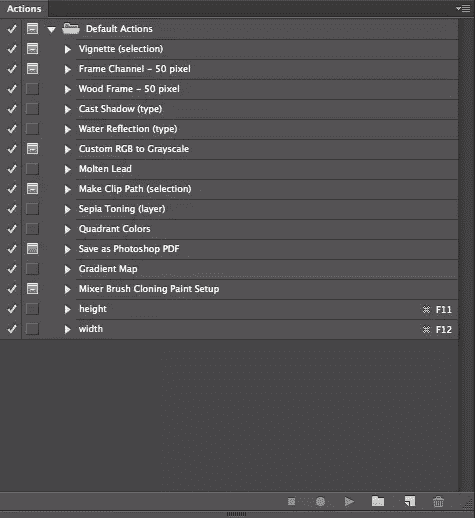 Actions
Default Actions
Vignette (selection)
Frame Channel - 50 pixel
Wood Frame - 50 pixel
Cast Shadow (type)
Water Reflection (type)
Custom RGB to Grayscale
Molten Lead
Make Clip Path (selection)
Sepia Toning (layer)
Quadrant Colors
Save as Photoshop PDF
Gradient Map
Mixer Brush Cloning Paint Setup
height ⌘ F11
width ⌘ F12